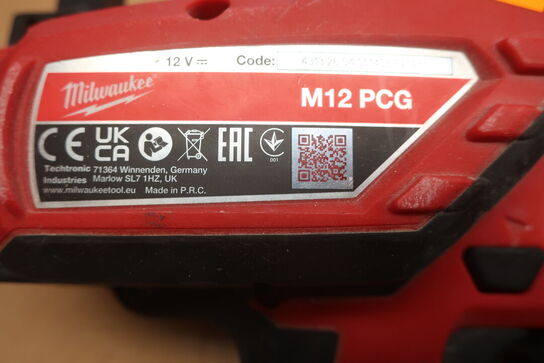 12 V Code:
Milwaukee
M12 PCG
CE UK CA EAC
001
Techtronic 71364 Winnenden, Germany
Industries Marlow SL7 1HZ, UK
www.milwaukeetool.eu Made in P.R.C.